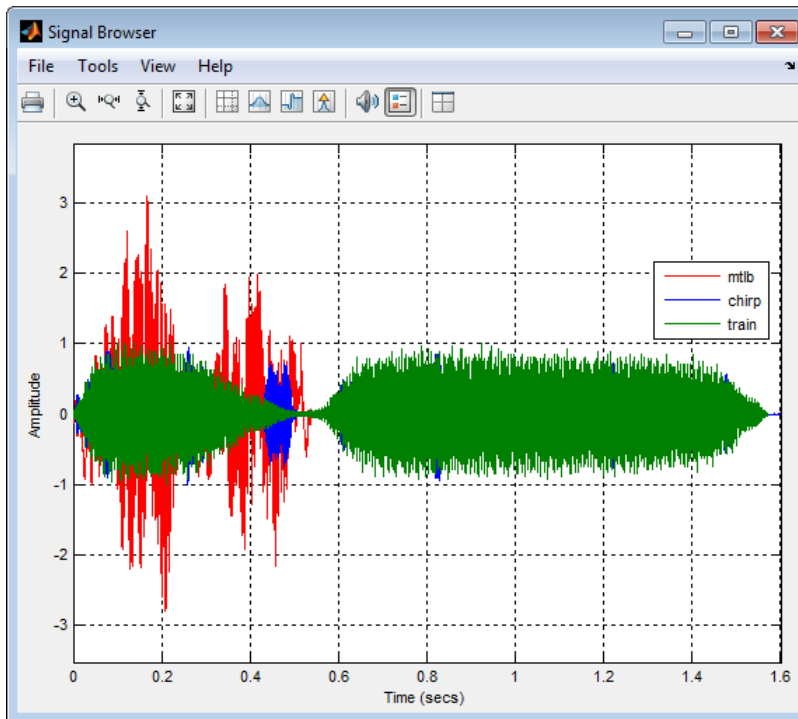 Signal Browser
File Tools View Help
3
2
1
0
-1
-2
-3
Amplitude
mtlb
chirp
train
0 0.2 0.4 0.6 0.8 1 1.2 1.4 1.6
Time (secs)